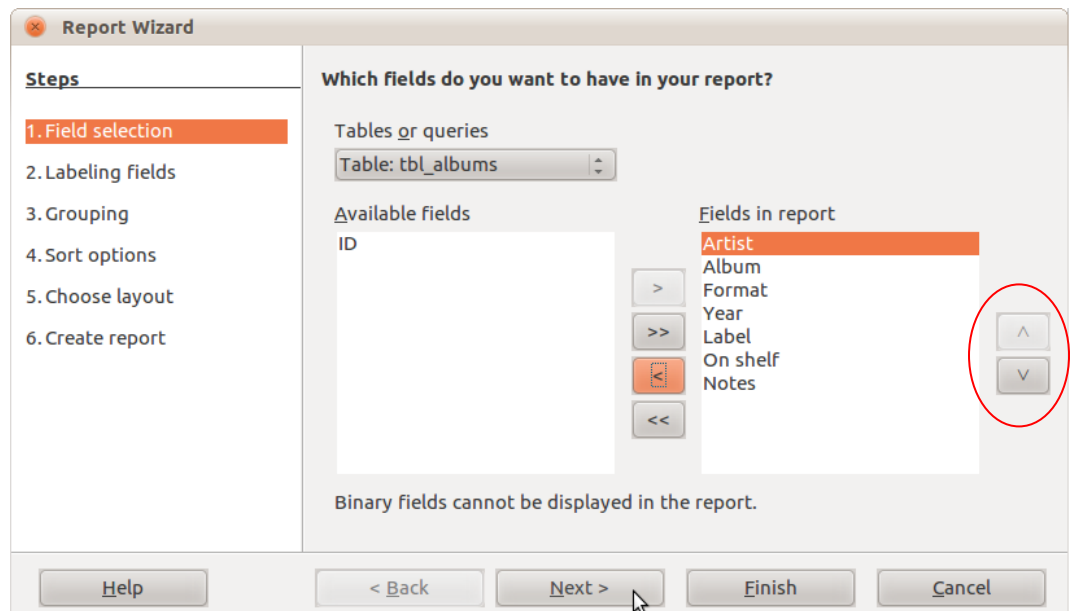 Report Wizard
Steps
1. Field selection
2. Labeling fields
3. Grouping
4. Sort options
5. Choose layout
6. Create report
Which fields do you want to have in your report?
Tables or queries
Table: tbl_albums
Available fields
ID
>
>>
<
<<
Fields in report
Artist
Album
Format
Year
Label
On shelf
Notes
^
v
Binary fields cannot be displayed in the report.
Help
< Back
Next >
Finish
Cancel